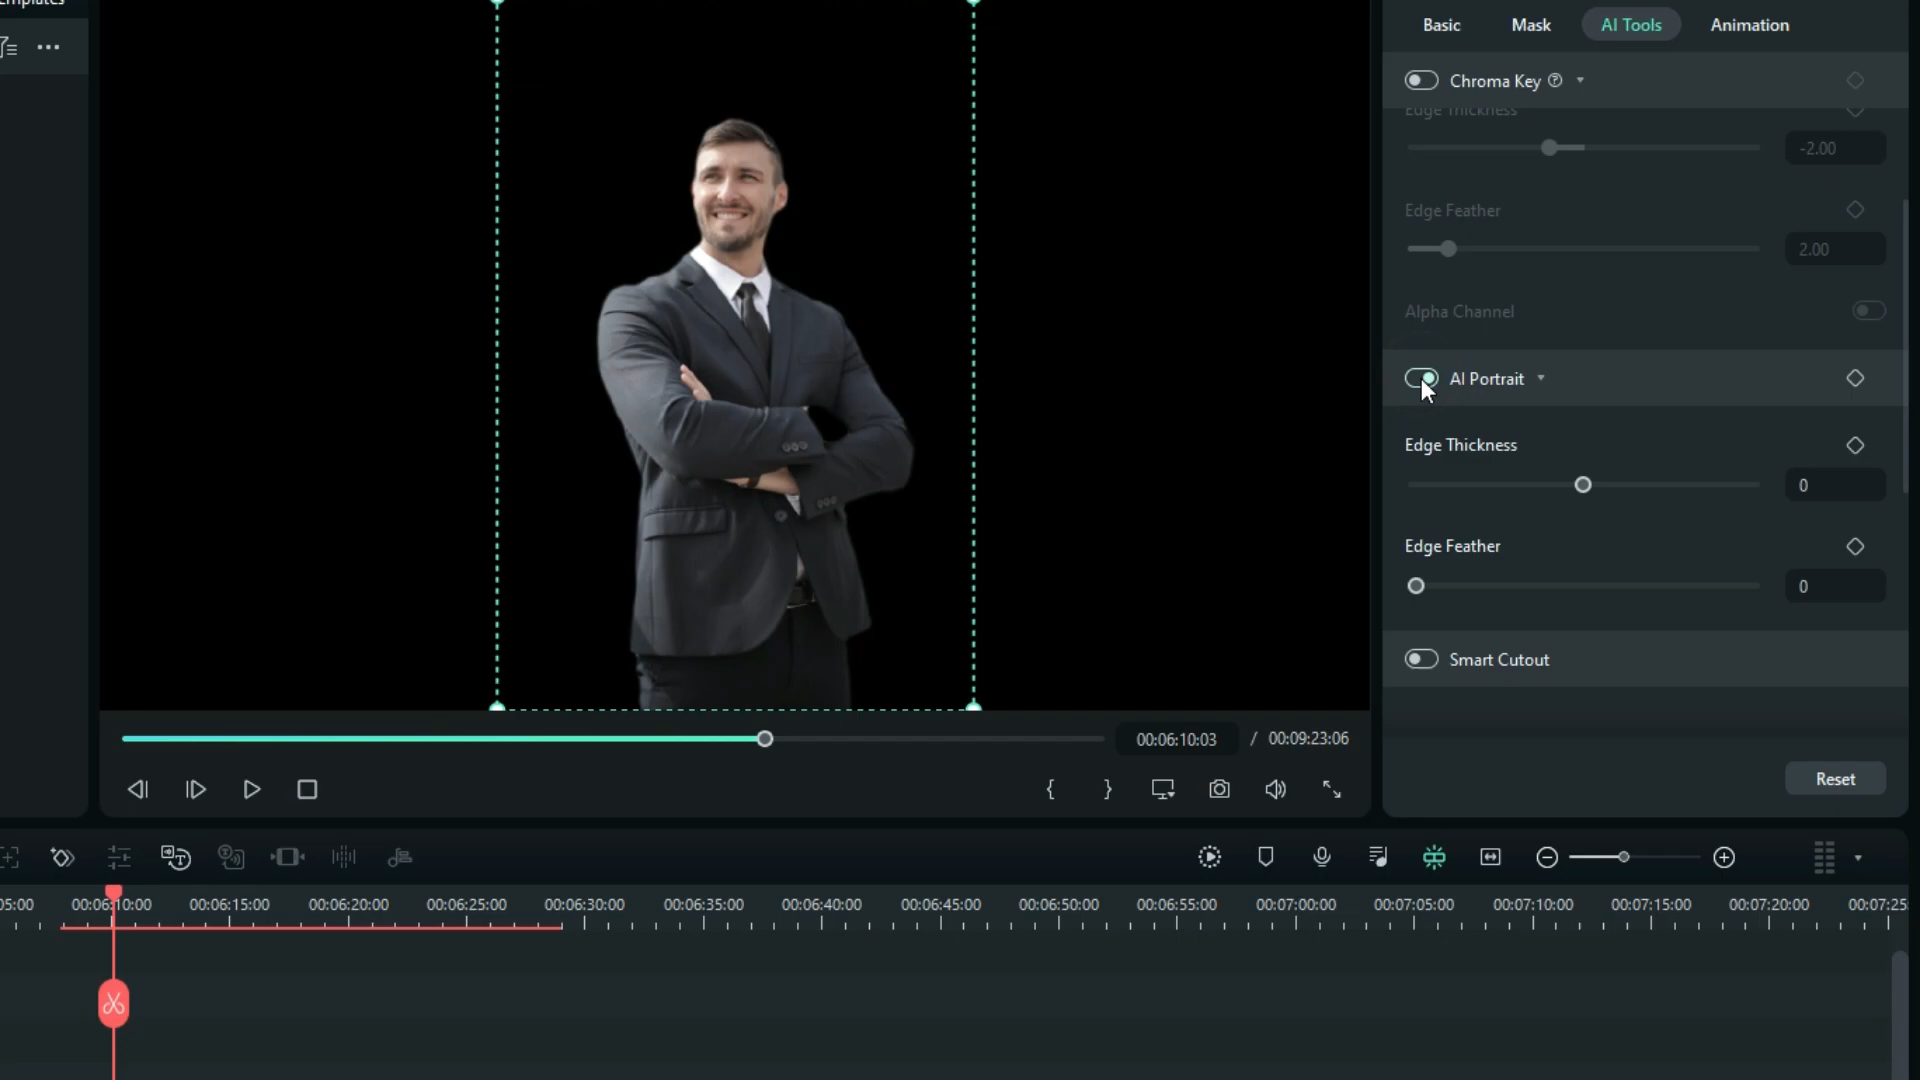 Basic Mask AI Tools Animation
Chroma Key
Edge Thickness
-2.00
Edge Feather
2.00
Alpha Channel
AI Portrait
Edge Thickness
0
Edge Feather
0
Smart Cutout
00:06:10:03 / 00:09:23:06
Reset
05:00 00:06:10:00 00:06:15:00 00:06:20:00 00:06:25:00 00:06:30:00 00:06:35:00 00:06:40:00 00:06:45:00 00:06:50:00 00:06:55:00 00:07:00:00 00:07:05:00 00:07:10:00 00:07:15:00 00:07:20:00 00:07:25